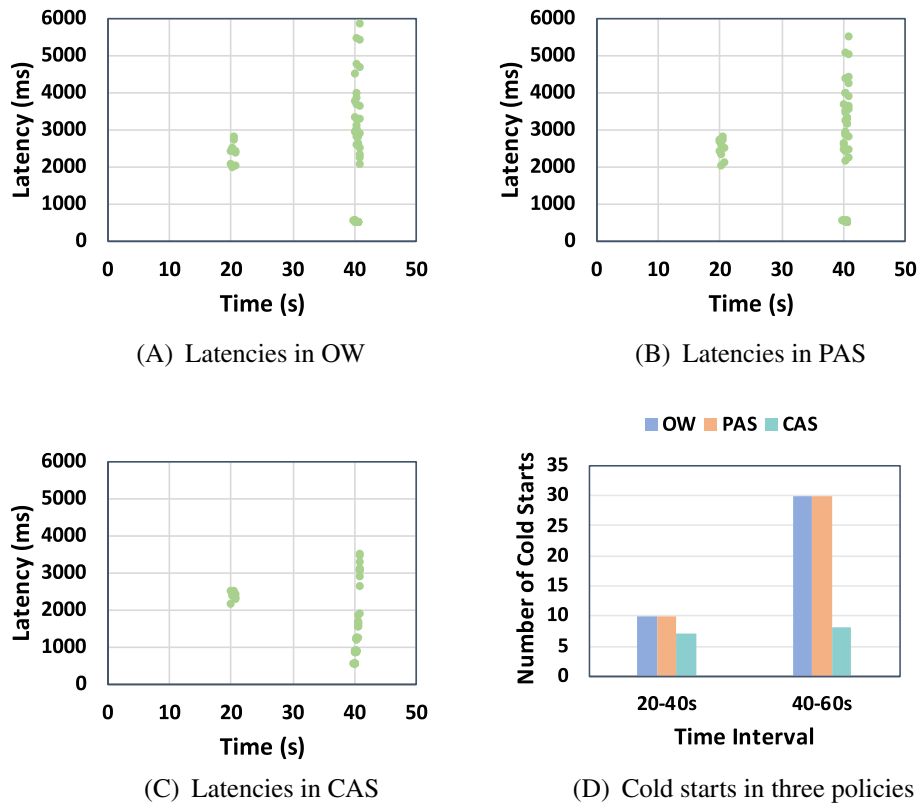 6000
5000
4000
3000
2000
1000
0
Latency (ms)
0 10 20 30 40 50
Time (s)
(A) Latencies in OW
6000
5000
4000
3000
2000
1000
0
Latency (ms)
0 10 20 30 40 50
Time (s)
(B) Latencies in PAS
6000
5000
4000
3000
2000
1000
0
Latency (ms)
0 10 20 30 40 50
Time (s)
(C) Latencies in CAS
OW PAS CAS
35
30
25
20
15
10
5
0
Number of Cold Starts
20-40s 40-60s
Time Interval
(D) Cold starts in three policies